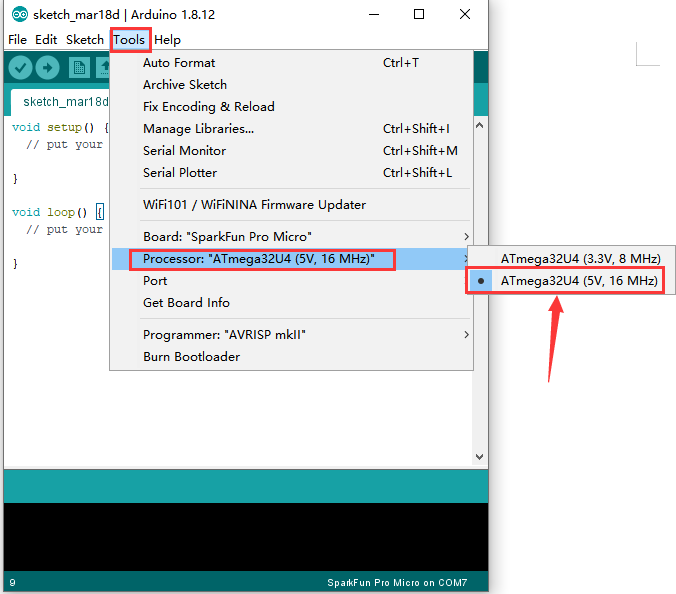 sketch_mar18d | Arduino 1.8.12
File Edit Sketch Tools Help
sketch_mar18d
void setup() {
// put your
}
void loop() {
// put your
}
Auto Format Ctrl+T
Archive Sketch
Fix Encoding & Reload
Manage Libraries... Ctrl+Shift+I
Serial Monitor Ctrl+Shift+M
Serial Plotter Ctrl+Shift+L
WiFi101 / WiFiNINA Firmware Updater
Board: "SparkFun Pro Micro"
Processor: "ATmega32U4 (5V, 16 MHz)"
Port
Get Board Info
Programmer: "AVRISP mkII"
Burn Bootloader
ATmega32U4 (3.3V, 8 MHz)
ATmega32U4 (5V, 16 MHz)
9 SparkFun Pro Micro on COM7